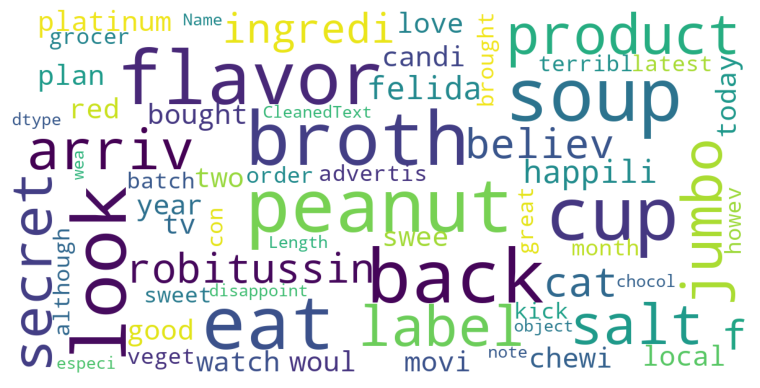 platinum
Name
ingredi
love
product
grocer
flavor
candi
brought
terribl
latest
plan
felida
soup
today
red
bought
CleanedText
dtype
arriv
broth
believ
wea
batch
two
order
advertis
happili
jumbo
secret
look
year
peanut
cup
howev
tv
con
swee
great
month
although
Length
robitussin
back
cat
chocol
sweet
disappoint
eat
label
kick
salt
f
good
object
especi
veget
watch
woul
movi
note
chewi
local